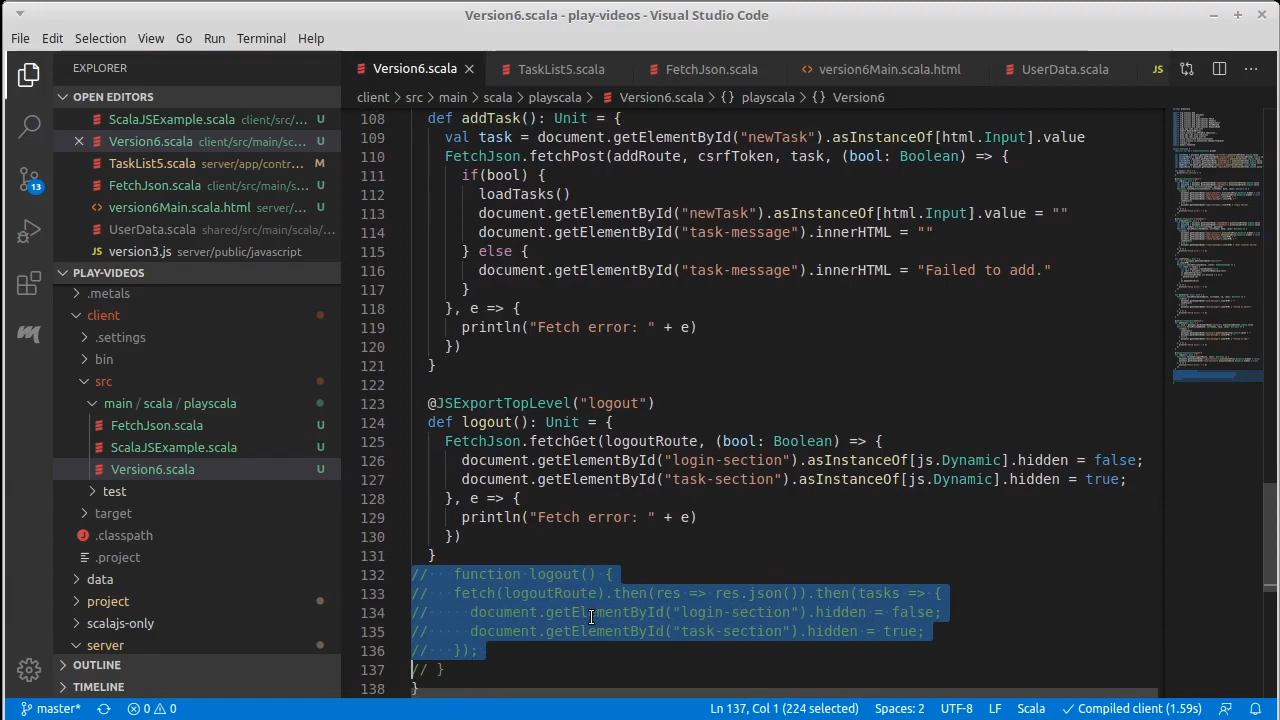 Version6.scala - play-videos - Visual Studio Code
File Edit Selection View Go Run Terminal Help
EXPLORER
OPEN EDITORS
ScalaJSExample.scala client/src/... U
Version6.scala client/src/main/sc... U
TaskList5.scala server/app/contr... M
FetchJson.scala client/src/main/s... U
version6Main.scala.html server/... U
UserData.scala shared/src/main/scala/...
JS version3.js server/public/javascript
PLAY-VIDEOS
.metals
client
.settings
bin
src
main / scala / playscala
FetchJson.scala U
ScalaJSExample.scala U
Version6.scala U
test
target
.classpath
.project
data
project
scalajs-only
server
OUTLINE
TIMELINE
13
Version6.scala TaskList5.scala FetchJson.scala version6Main.scala.html UserData.scala JS
client > src > main > scala > playscala > Version6.scala > {} playscala > {} Version6
108 def addTask(): Unit = {
109 val task = document.getElementById("newTask").asInstanceOf[html.Input].value
110 FetchJson.fetchPost(addRoute, csrfToken, task, (bool: Boolean) => {
111 if(bool) {
112 loadTasks()
113 document.getElementById("newTask").asInstanceOf[html.Input].value = ""
114 document.getElementById("task-message").innerHTML = ""
115 } else {
116 document.getElementById("task-message").innerHTML = "Failed to add."
117 }
118 }, e => {
119 println("Fetch error: " + e)
120 })
121 }
122
123 @JSExportTopLevel("logout")
124 def logout(): Unit = {
125 FetchJson.fetchGet(logoutRoute, (bool: Boolean) => {
126 document.getElementById("login-section").asInstanceOf[js.Dynamic].hidden = false;
127 document.getElementById("task-section").asInstanceOf[js.Dynamic].hidden = true;
128 }, e => {
129 println("Fetch error: " + e)
130 })
131 }
132 // function logout() {
133 // fetch(logoutRoute).then(res => res.json()).then(tasks => {
134 // document.getElementById("login-section").hidden = false;
135 // document.getElementById("task-section").hidden = true;
136 // });
137 // }
138 }
master* 0 0 Ln 137, Col 1 (224 selected) Spaces: 2 UTF-8 LF Scala Compiled client (1.59s)